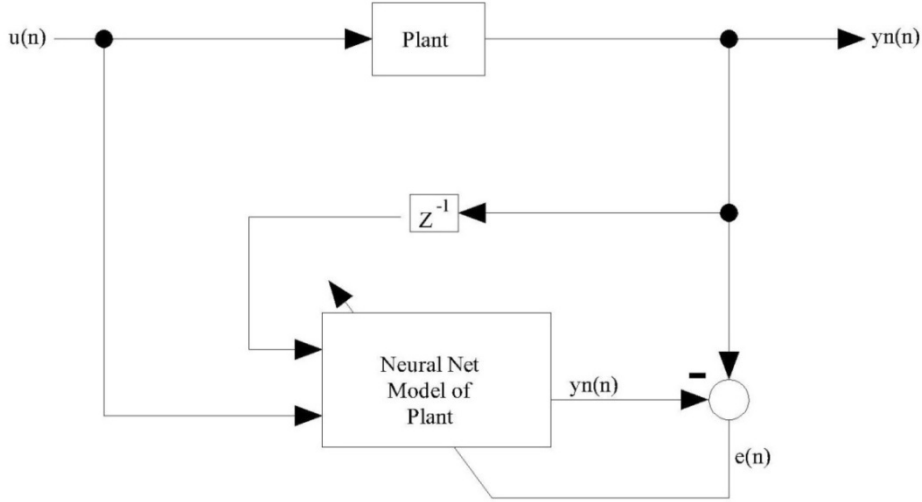 u(n)
Plant
yn(n)
Z^-1
Neural Net
Model of
Plant
yn(n)
-
e(n)